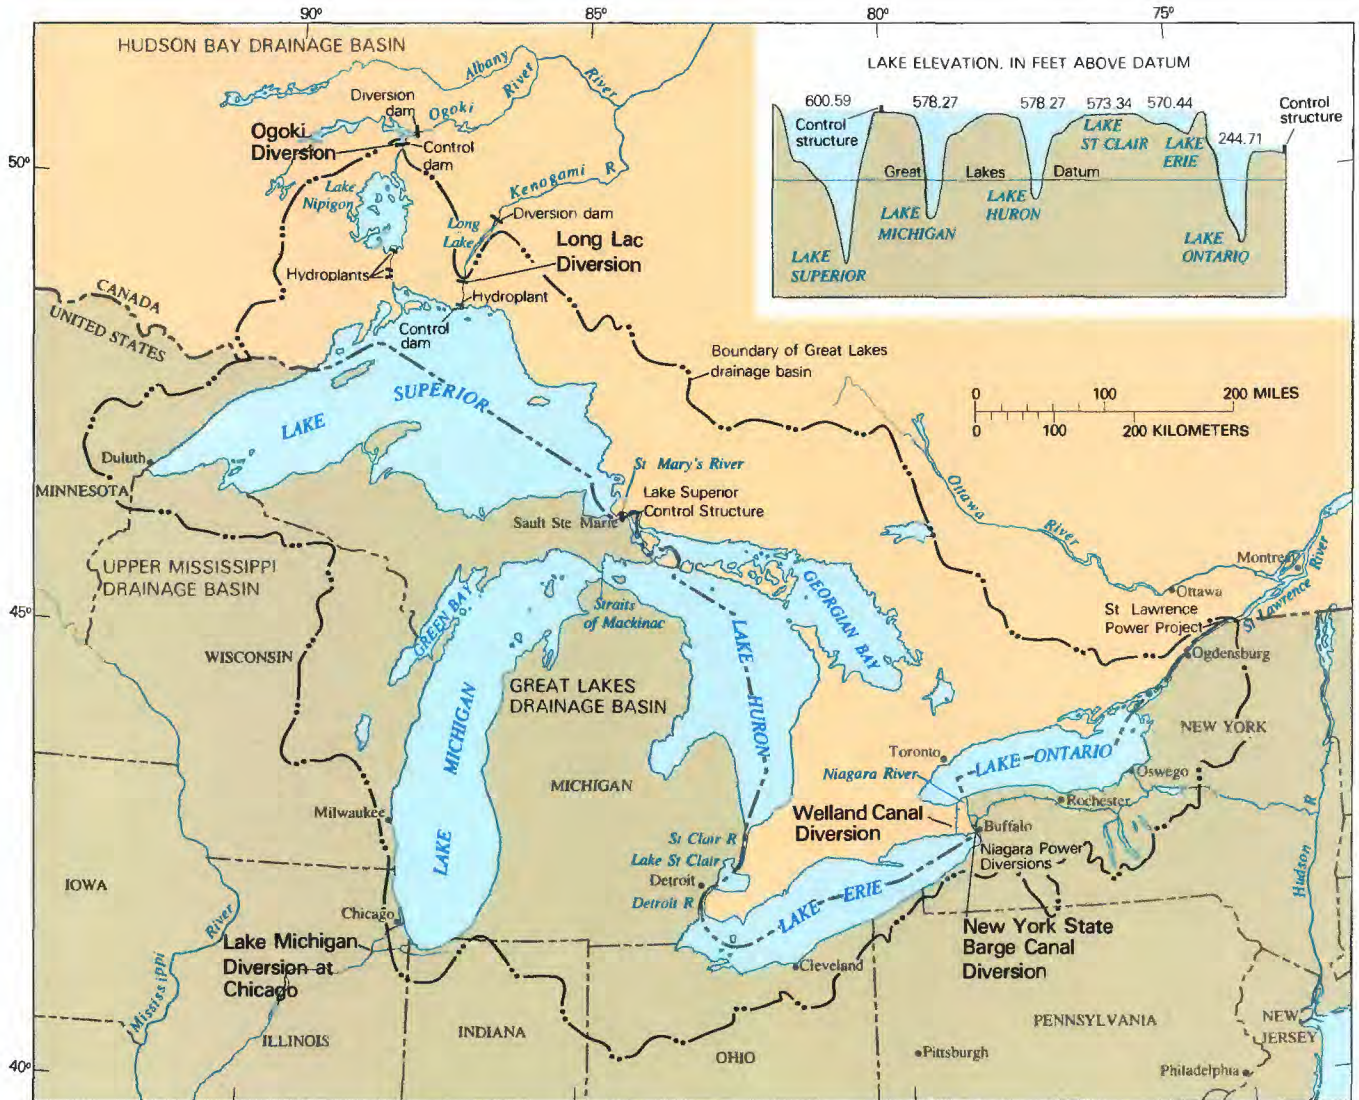 90°
85°
80°
75°
HUDSON BAY DRAINAGE BASIN
Albany
River
Ogoki
River
Diversion
dam
Ogoki
Diversion
Control
dam
50°
Lake
Nipigon
Kenogami R
Long
Lake
Diversion dam
Long Lac
Diversion
Hydroplants
Hydroplant
Control
dam
CANADA
UNITED STATES
LAKE ELEVATION, IN FEET ABOVE DATUM
600.59
578.27
578.27
573.34
570.44
244.71
Control
structure
Control
structure
LAKE
ST CLAIR
LAKE
ERIE
Great Lakes Datum
LAKE
MICHIGAN
LAKE
HURON
LAKE
SUPERIOR
LAKE
ONTARIO
Boundary of Great Lakes
drainage basin
0 100 200 MILES
0 100 200 KILOMETERS
LAKE SUPERIOR
Duluth
MINNESOTA
St Mary's River
Lake Superior
Control Structure
Sault Ste Marie
Ottawa River
Montreal
Ottawa
St Lawrence River
St Lawrence
Power Project
Ogdensburg
UPPER MISSISSIPPI
DRAINAGE BASIN
45°
GREEN BAY
Straits
of Mackinac
GEORGIAN BAY
WISCONSIN
GREAT LAKES
DRAINAGE BASIN
LAKE MICHIGAN
LAKE HURON
MICHIGAN
NEW YORK
Toronto
LAKE ONTARIO
Niagara River
Oswego
Rochester
Milwaukee
Welland Canal
Diversion
Buffalo
Niagara Power
Diversions
St Clair R
Lake St Clair
Detroit
Detroit R
LAKE ERIE
Hudson R
IOWA
Chicago
Lake Michigan
Diversion at
Chicago
New York State
Barge Canal
Diversion
Cleveland
Mississippi River
ILLINOIS
INDIANA
OHIO
PENNSYLVANIA
NEW
JERSEY
Pittsburgh
Philadelphia
40°